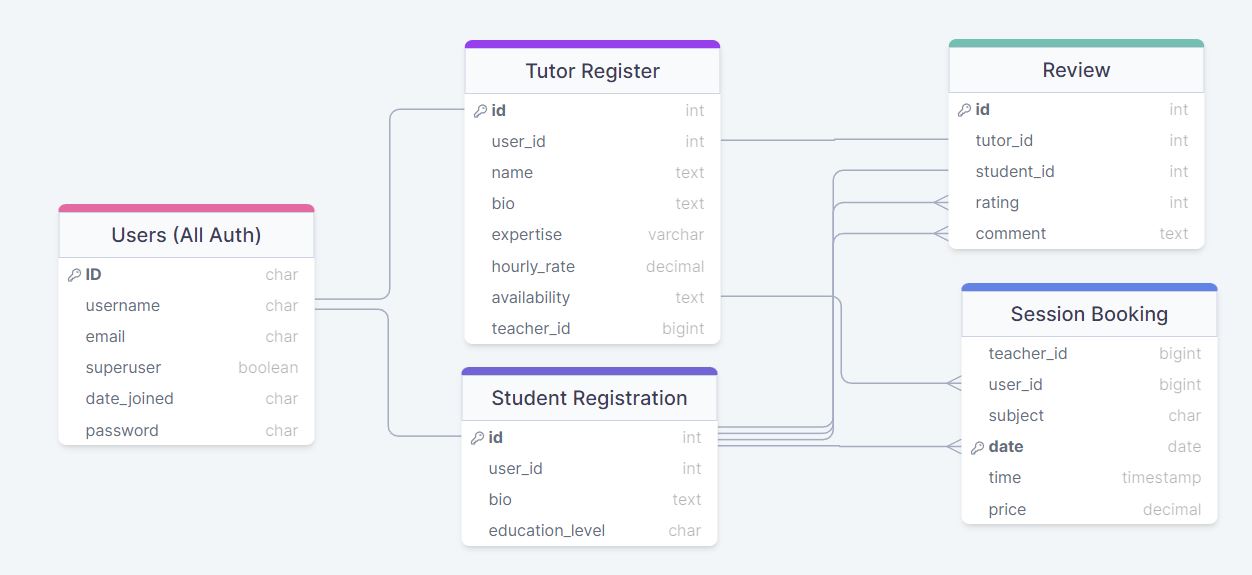 Users (All Auth)
ID char
username char
email char
superuser boolean
date_joined char
password char
Tutor Register
id int
user_id int
name text
bio text
expertise varchar
hourly_rate decimal
availability text
teacher_id bigint
Student Registration
id int
user_id int
bio text
education_level char
Review
id int
tutor_id int
student_id int
rating int
comment text
Session Booking
teacher_id bigint
user_id bigint
subject char
date date
time timestamp
price decimal